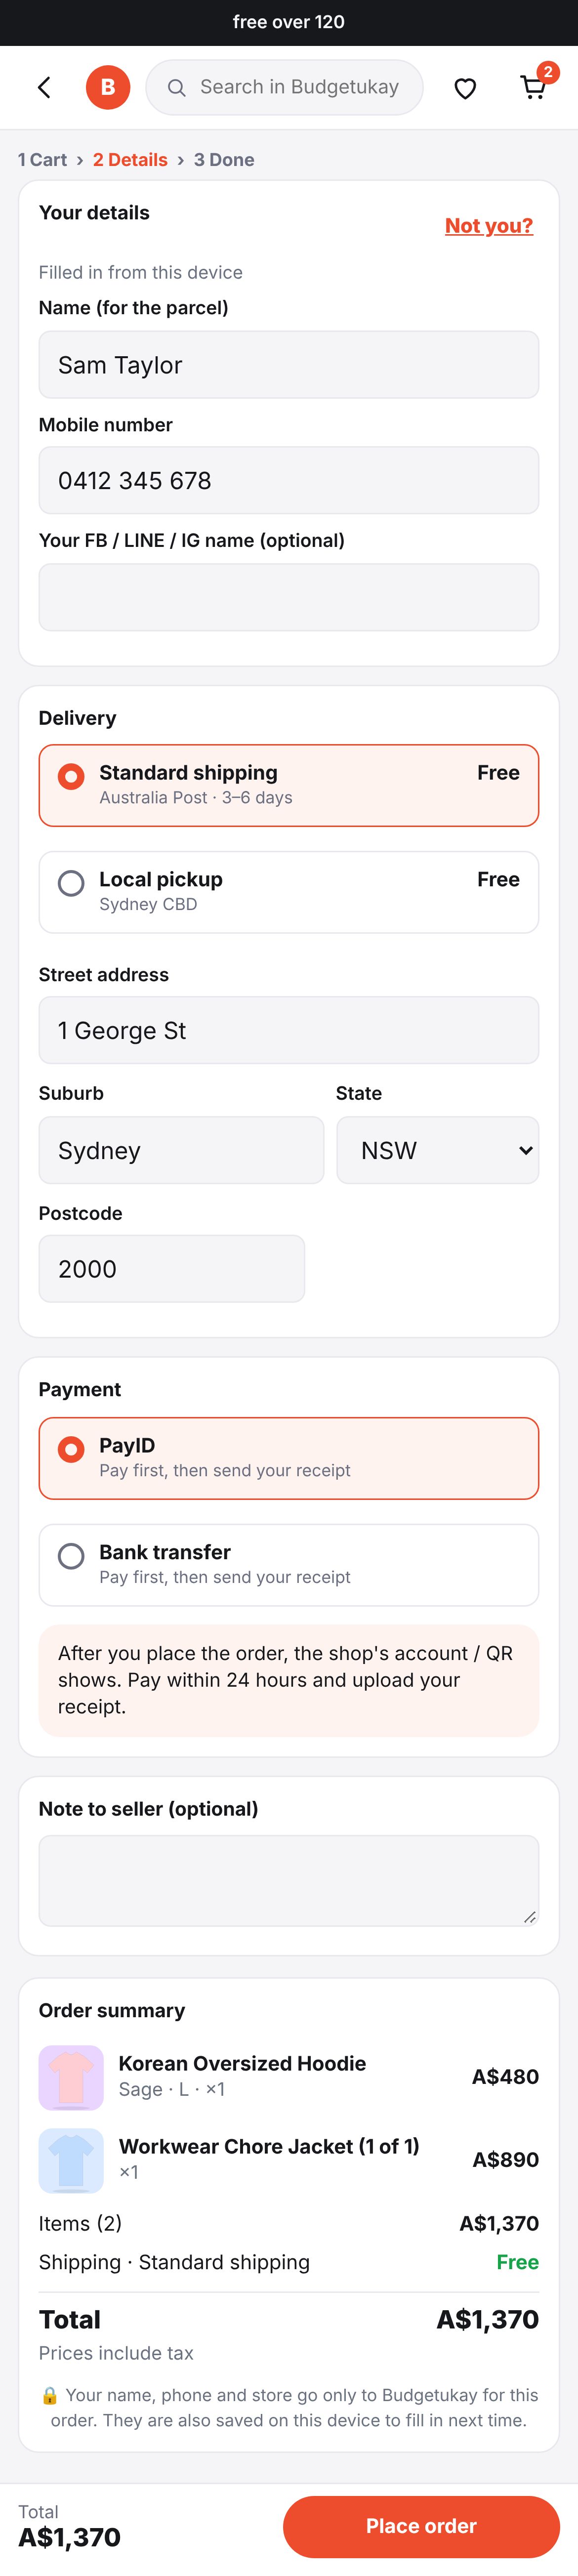 free over 120
B
Search in Budgetukay
2
1 Cart › 2 Details › 3 Done
Your details
Not you?
Filled in from this device
Name (for the parcel)
Sam Taylor
Mobile number
0412 345 678
Your FB / LINE / IG name (optional)
Delivery
Standard shipping
Free
Australia Post · 3–6 days
Local pickup
Free
Sydney CBD
Street address
1 George St
Suburb
State
Sydney
NSW
Postcode
2000
Payment
PayID
Pay first, then send your receipt
Bank transfer
Pay first, then send your receipt
After you place the order, the shop's account / QR
shows. Pay within 24 hours and upload your
receipt.
Note to seller (optional)
Order summary
Korean Oversized Hoodie
A$480
Sage · L · ×1
Workwear Chore Jacket (1 of 1)
A$890
×1
Items (2)
A$1,370
Shipping · Standard shipping
Free
Total
A$1,370
Prices include tax
🔒 Your name, phone and store go only to Budgetukay for this
order. They are also saved on this device to fill in next time.
Total
A$1,370
Place order